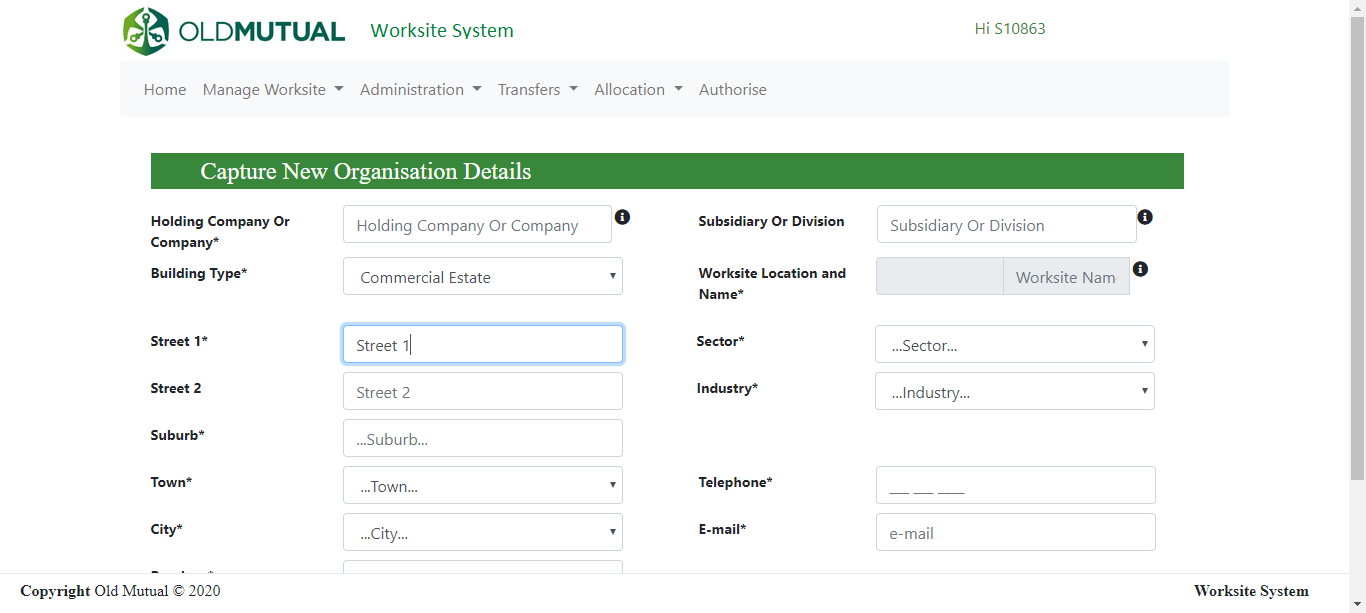 OLDMUTUAL Worksite System Hi S10863
Home Manage Worksite Administration Transfers Allocation Authorise
Capture New Organisation Details
Holding Company Or Company*
Holding Company Or Company
Subsidiary Or Division
Subsidiary Or Division
Building Type*
Commercial Estate
Worksite Location and Name*
Worksite Nam
Street 1*
Street 1
Sector*
...Sector...
Street 2
Street 2
Industry*
...Industry...
Suburb*
...Suburb...
Town*
...Town...
Telephone*
___ ___ ____
City*
...City...
E-mail*
e-mail
Copyright Old Mutual © 2020
Worksite System